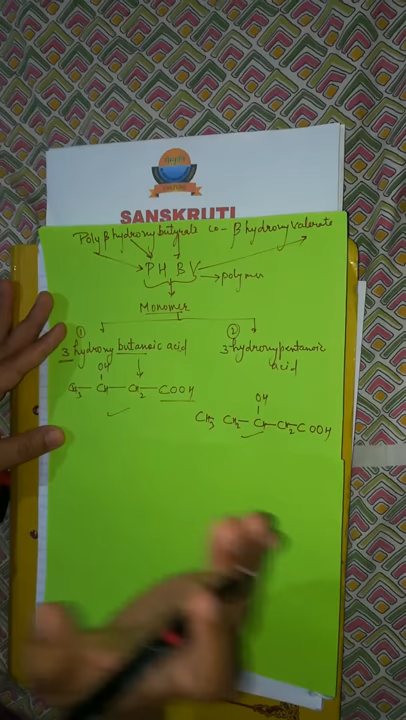 SANSKRUTI
Poly β hydroxy butyrate co- β hydroxy valerate
P H B V
→ polymer
Monomer
① ②
3 hydroxy butanoic acid
3 hydroxy pentanoic
acid
OH
CH3 — CH — CH2 — COOH
OH
CH3 CH2 — CH — CH2 COOH